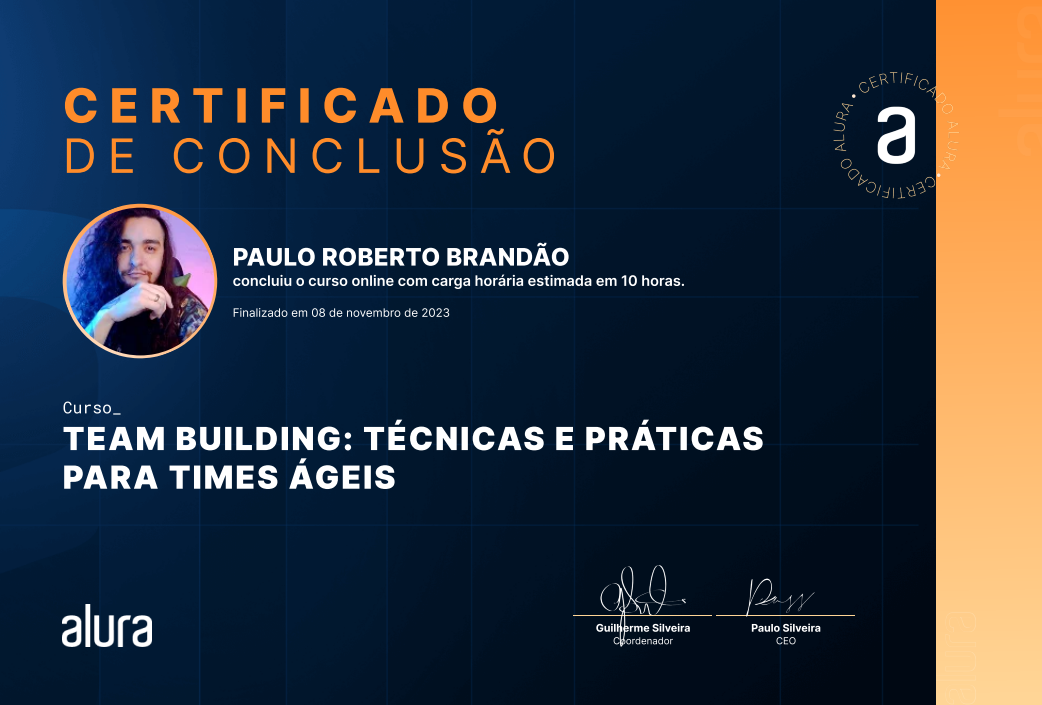 CERTIFICADO
DE CONCLUSÃO
a
• CERTIFICADO ALURA • CERTIFICADO ALURA
alura
PAULO ROBERTO BRANDÃO
concluiu o curso online com carga horária estimada em 10 horas.
Finalizado em 08 de novembro de 2023
Curso_
TEAM BUILDING: TÉCNICAS E PRÁTICAS
PARA TIMES ÁGEIS
alura
Guilherme Silveira
Coordenador
Paulo Silveira
CEO